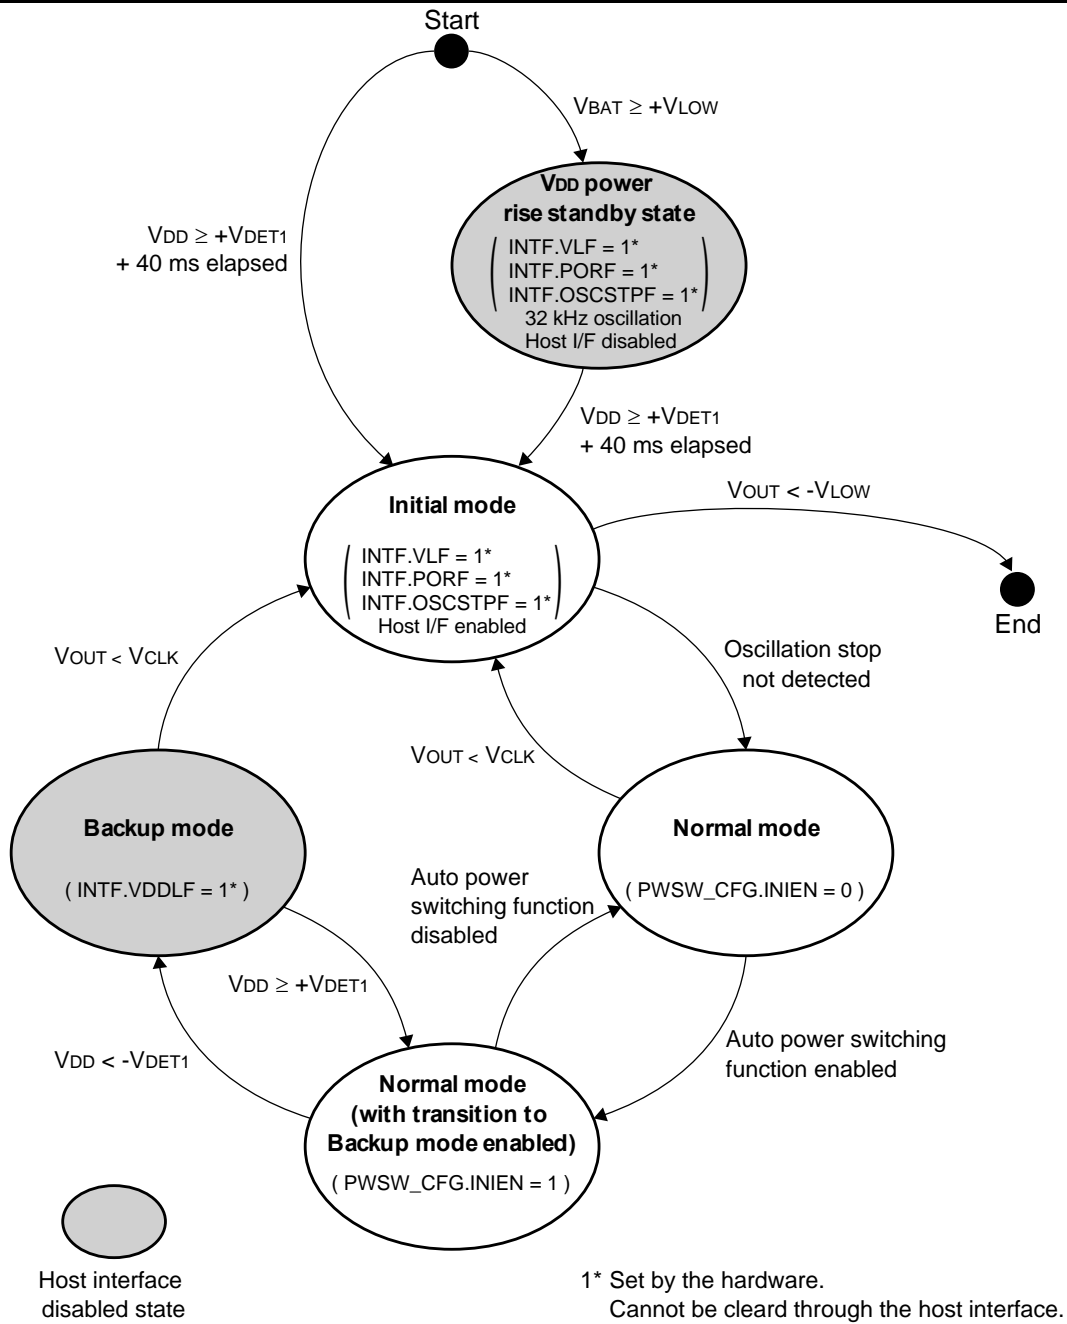 Start
VBAT ≥ +VLOW
VDD power
rise standby state
INTF.VLF = 1*
INTF.PORF = 1*
INTF.OSCSTPF = 1*
32 kHz oscillation
Host I/F disabled
VDD ≥ +VDET1
+ 40 ms elapsed
VDD ≥ +VDET1
+ 40 ms elapsed
Initial mode
INTF.VLF = 1*
INTF.PORF = 1*
INTF.OSCSTPF = 1*
Host I/F enabled
VOUT < -VLOW
End
VOUT < VCLK
Oscillation stop
not detected
VOUT < VCLK
Backup mode
( INTF.VDDLF = 1* )
Normal mode
( PWSW_CFG.INIEN = 0 )
Auto power
switching function
disabled
VDD ≥ +VDET1
VDD < -VDET1
Auto power switching
function enabled
Normal mode
(with transition to
Backup mode enabled)
( PWSW_CFG.INIEN = 1 )
Host interface
disabled state
1* Set by the hardware.
Cannot be cleard through the host interface.